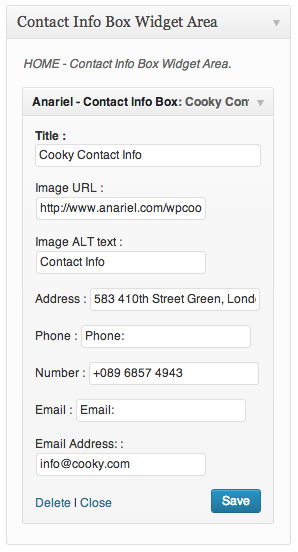 Contact Info Box Widget Area
HOME - Contact Info Box Widget Area.
Anariel - Contact Info Box: Cooky Con
Title :
Cooky Contact Info
Image URL :
http://www.anariel.com/wpcoo
Image ALT text :
Contact Info
Address : 583 410th Street Green, Londo
Phone : Phone:
Number : +089 6857 4943
Email : Email:
Email Address: :
info@cooky.com
Delete | Close Save